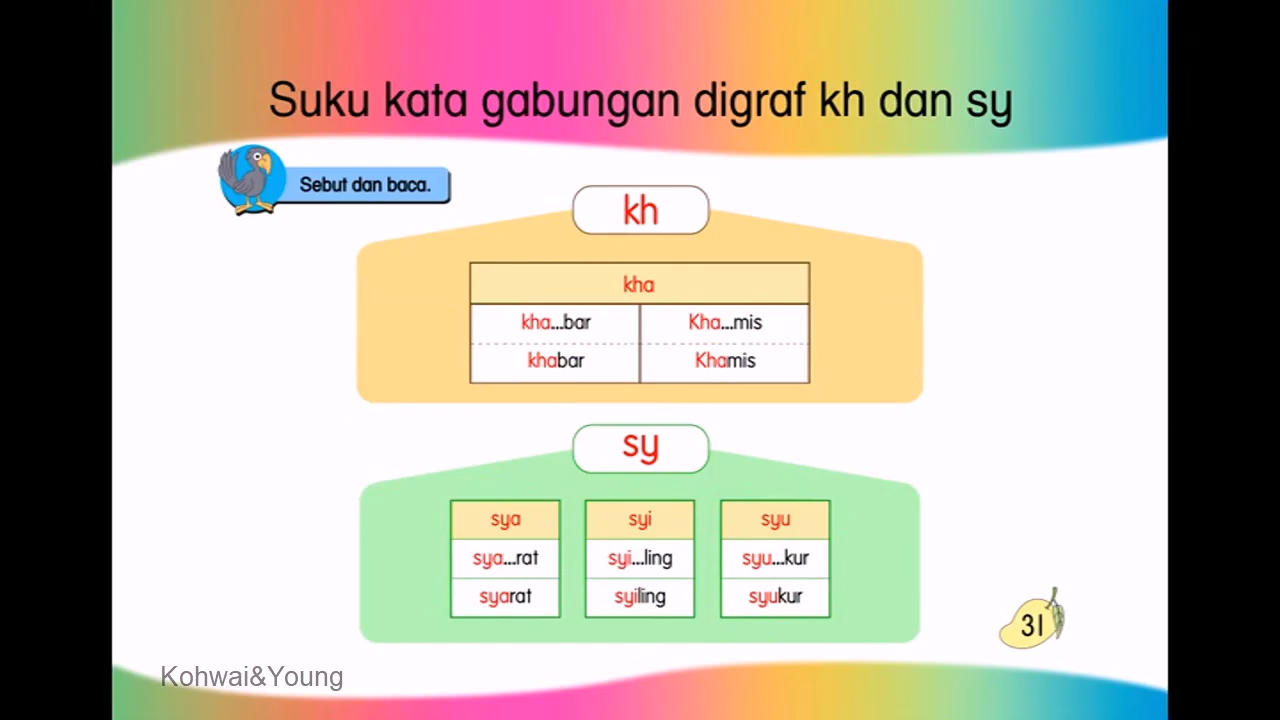 Suku kata gabungan digraf kh dan sy
Sebut dan baca.
kh
kha
kha...bar Kha...mis
khabar Khamis
sy
sya syi syu
sya...rat syi...ling syu...kur
syarat syiling syukur
31
Kohwai&Young